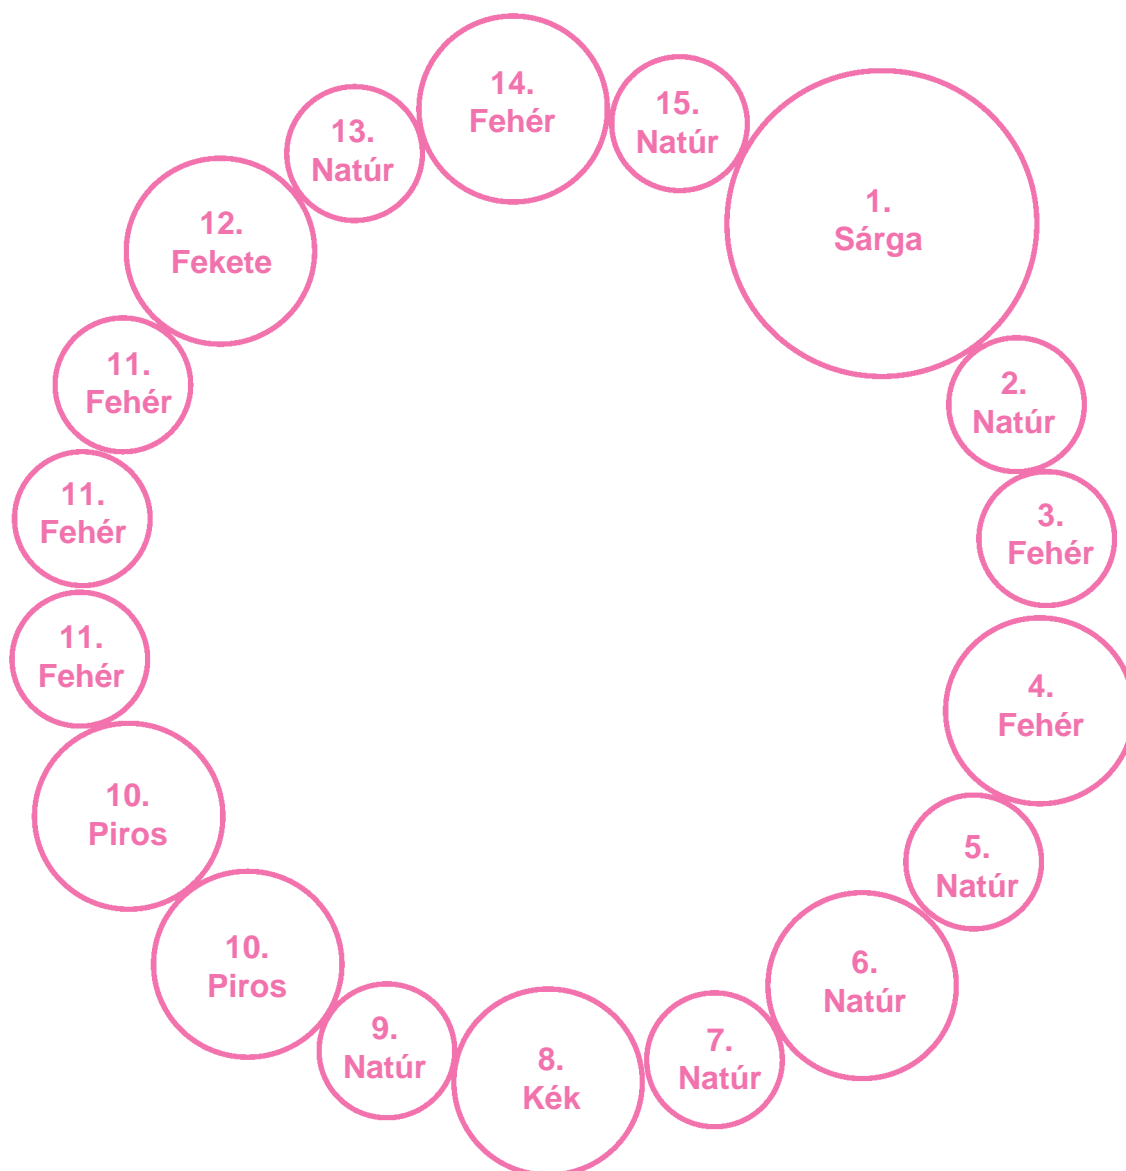 1.
Sárga
2.
Natúr
3.
Fehér
4.
Fehér
5.
Natúr
6.
Natúr
7.
Natúr
8.
Kék
9.
Natúr
10.
Piros
10.
Piros
11.
Fehér
11.
Fehér
11.
Fehér
12.
Fekete
13.
Natúr
14.
Fehér
15.
Natúr